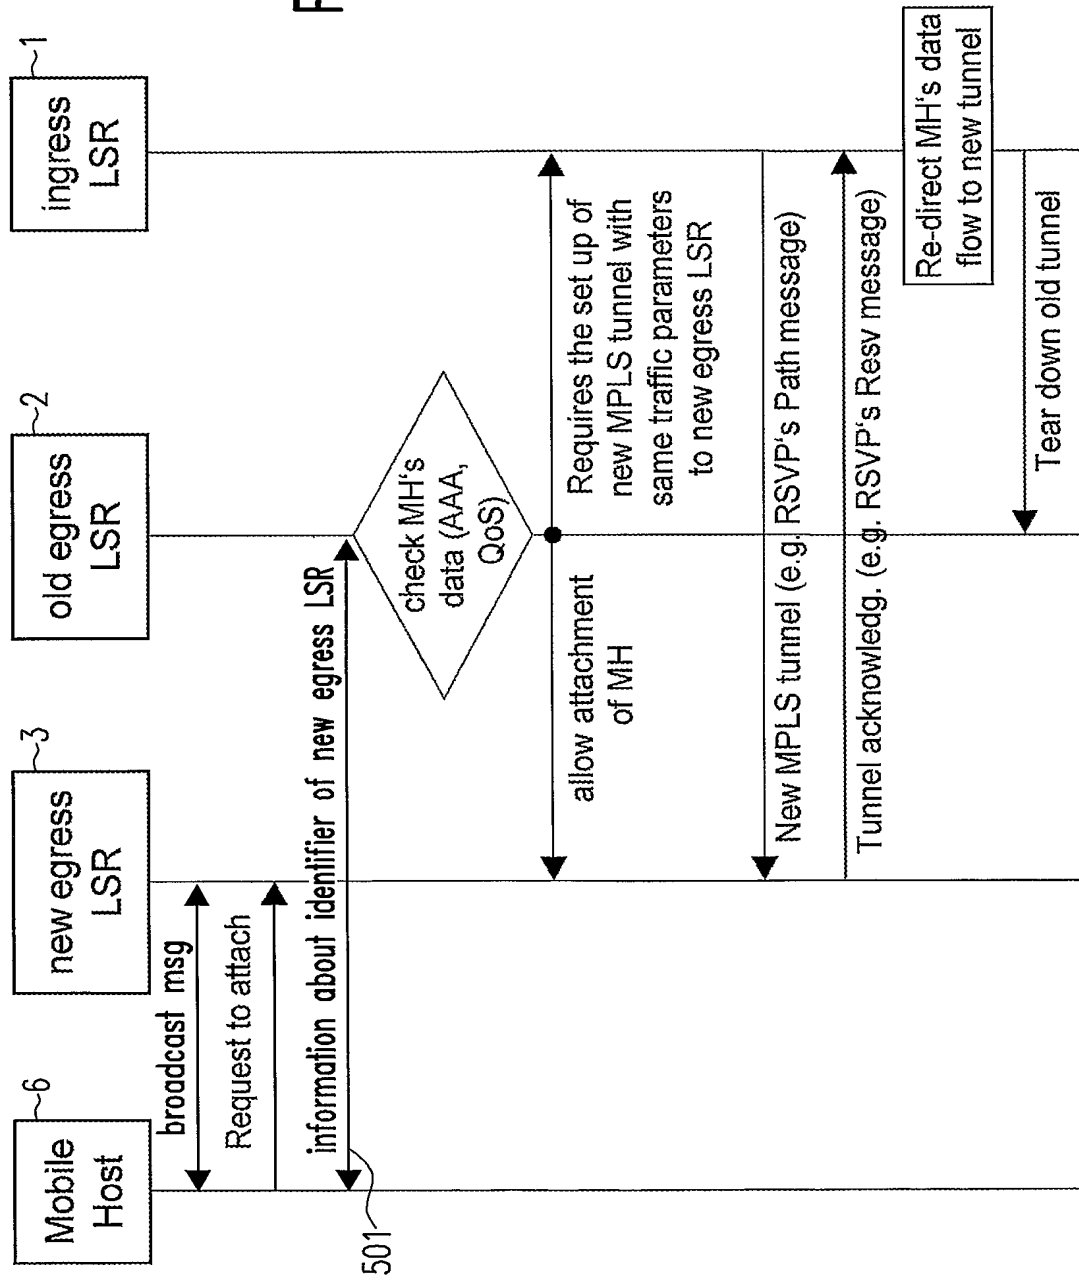 Mobile
Host
6
new egress
LSR
3
old egress
LSR
2
ingress
LSR
1
broadcast msg
Request to attach
information about identifier of new egress LSR
501
check MH's
data (AAA,
QoS)
allow attachment
of MH
Requires the set up of
new MPLS tunnel with
same traffic parameters
to new egress LSR
New MPLS tunnel (e.g. RSVP's Path message)
Tunnel acknowledg. (e.g. RSVP's Resv message)
Re-direct MH's data
flow to new tunnel
Tear down old tunnel